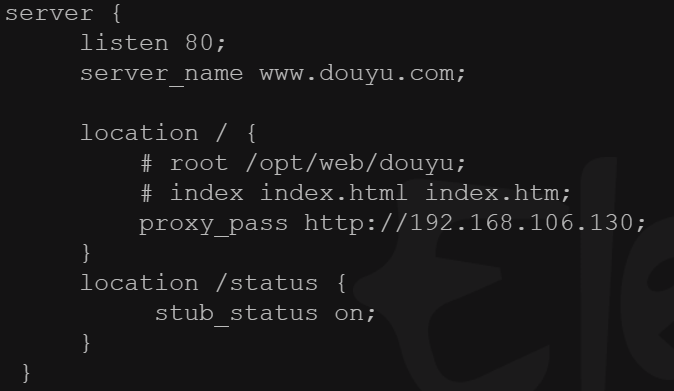 server {
listen 80;
server_name www.douyu.com;
location / {
# root /opt/web/douyu;
# index index.html index.htm;
proxy_pass http://192.168.106.130;
}
location /status {
stub_status on;
}
}